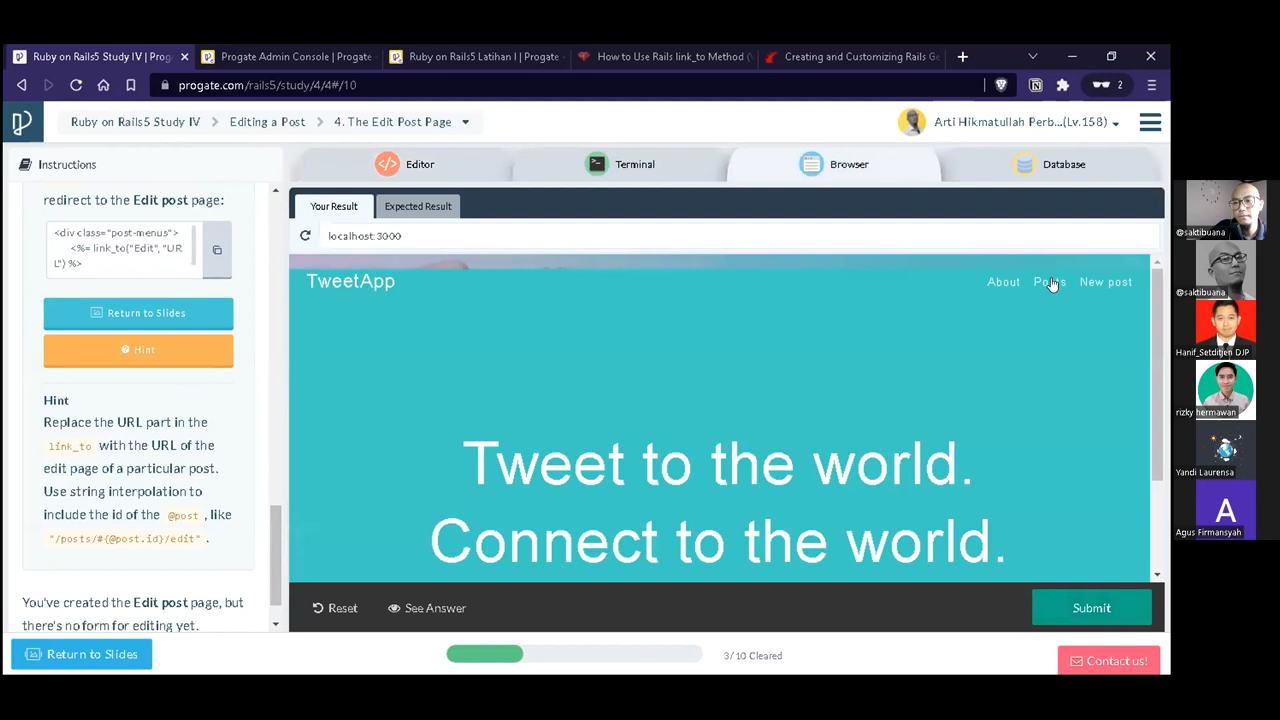 Ruby on Rails5 Study IV | Prog
Progate Admin Console | Progate
Ruby on Rails5 Latihan I | Progate
How to Use Rails link_to Method (
Creating and Customizing Rails Ge
progate.com/rails5/study/4/4#/10
2
Ruby on Rails5 Study IV
Editing a Post
4. The Edit Post Page
Arti Hikmatullah Perb...(Lv.158)
Instructions
Editor
Terminal
Browser
Database
redirect to the Edit post page:
<div class="post-menus">
<%= link_to("Edit", "UR
L") %>
Return to Slides
Hint
Hint
Replace the URL part in the
link_to with the URL of the
edit page of a particular post.
Use string interpolation to
include the id of the @post , like
"/posts/#{@post.id}/edit" .
You've created the Edit post page, but
there's no form for editing yet.
Return to Slides
Your Result
Expected Result
localhost:3000
TweetApp
About
Posts
New post
Tweet to the world.
Connect to the world.
Reset
See Answer
Submit
3/10 Cleared
Contact us!
@saktibuana
@saktibuana
Hanif_Setditjen DJP
rizky hermawan
Yandi Laurensa
A
Agus Firmansyah